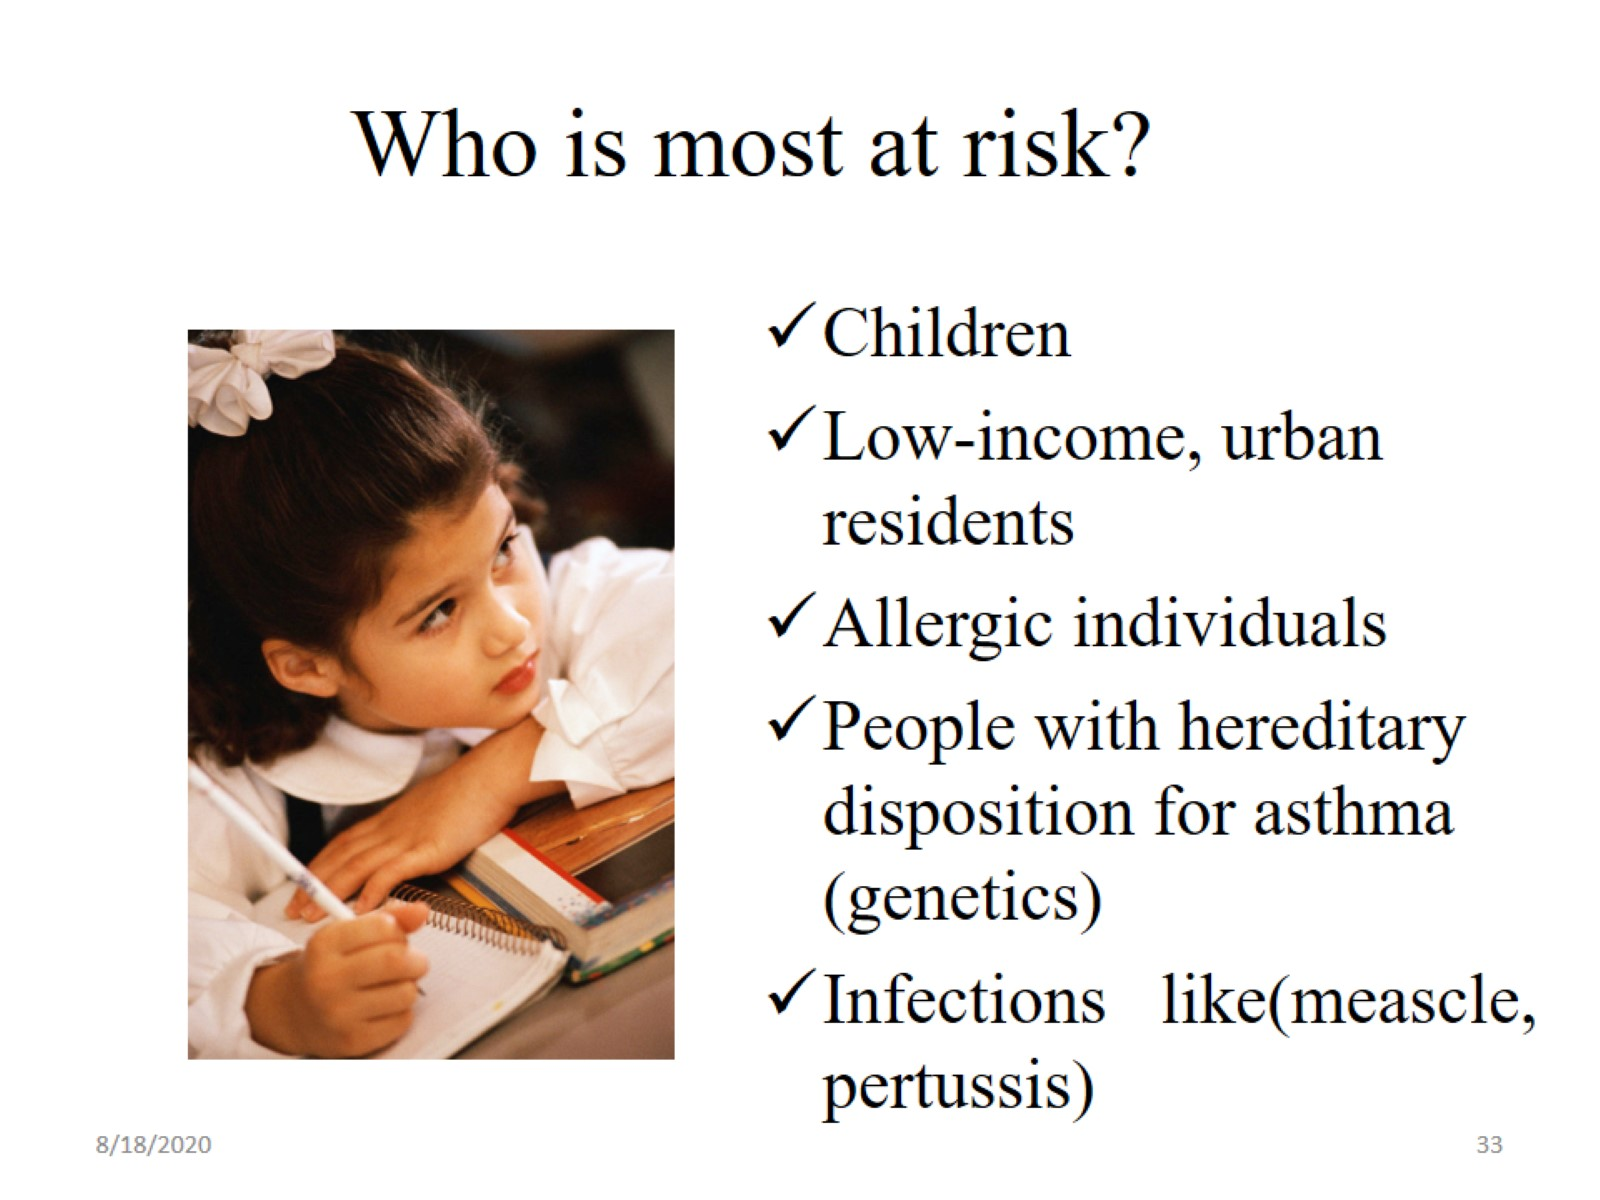 Who is most at risk?
✓Children
✓Low-income, urban
residents
✓Allergic individuals
✓People with hereditary
disposition for asthma
(genetics)
✓Infections like(meascle,
pertussis)
8/18/2020
33